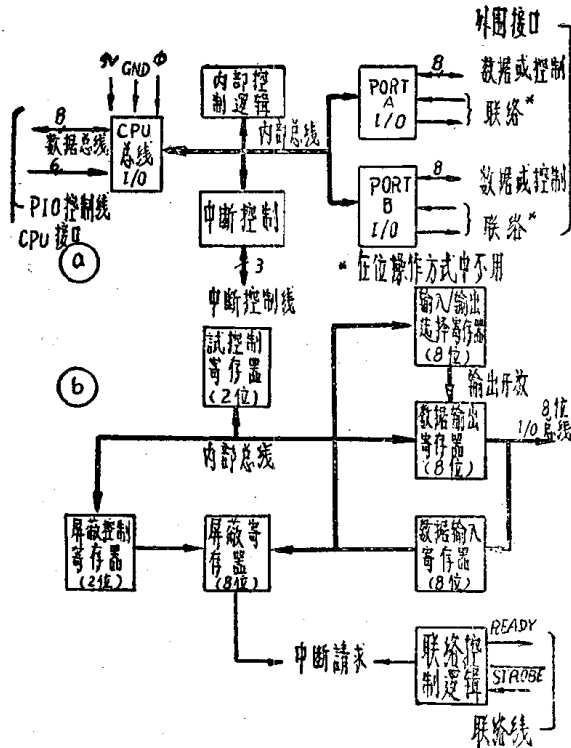 外围接口
5V GND Φ
内部控
制逻辑
PORT
A
I/O
8
数据或控制
联络*
8
数据总线
6
CPU
总线
I/O
内部总线
PIO控制线
CPU接口
中断控制
PORT
B
I/O
8
数据或控制
联络*
ⓐ
3
* 在位操作方式中不用
中断控制线
ⓑ
試控制
寄存器
(2位)
输入/输出
选择寄存器
(8位)
输出开放
内部总线
数据输出
寄存器
(8位)
8位
I/O总线
屏蔽控制
寄存器
(2位)
屏蔽寄
存器
(8位)
数据输入
寄存器
(8位)
中断請求
联络控
制逻辑
READY
STROBE
联络线